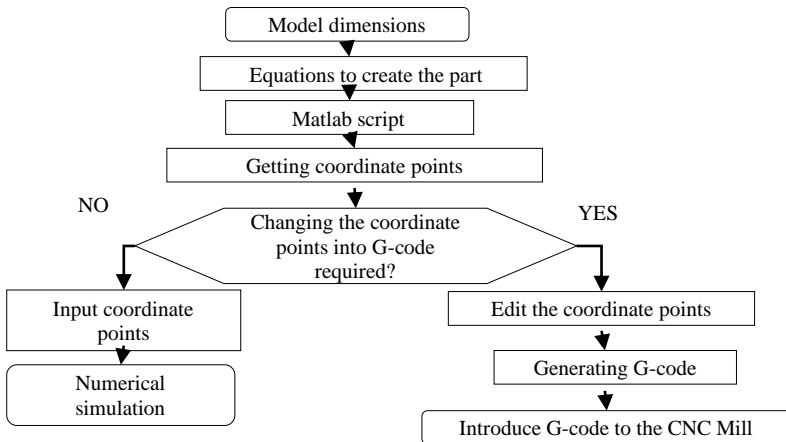 Model dimensions
Equations to create the part
Matlab script
Getting coordinate points
NO
YES
Changing the coordinate
points into G-code
required?
Input coordinate
points
Edit the coordinate points
Numerical
simulation
Generating G-code
Introduce G-code to the CNC Mill